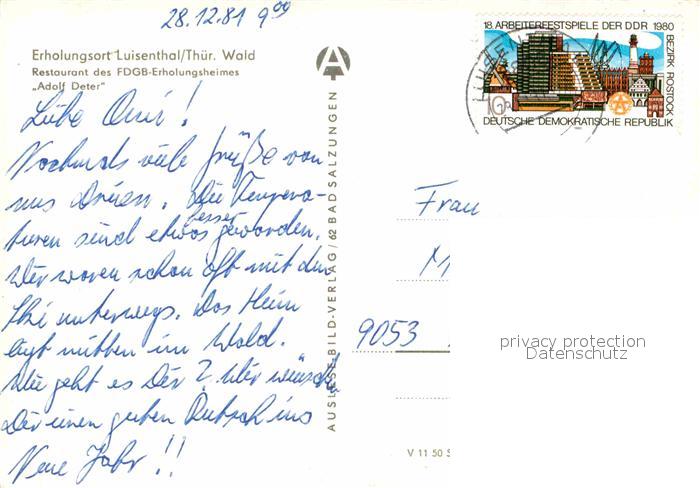 28.12.81 9⁰⁰
Erholungsort Luisenthal/Thür. Wald
Restaurant des FDGB-Erholungsheimes
„Adolf Deter"
Liebe Omi!
Nochmals viele Grüße von
uns Dreien. Die Tempera-
besser
turen sind etwas geworden.
Wir waren schon oft mit den
Ski unterwegs. Das Heim
liegt mitten im Wald.
Wie geht es Dir? Wir wünschen
Dir einen guten Rutsch ins
Neue Jahr!!
AUSLESE-BILD-VERLAG/62 BAD SALZUNGEN
18. ARBEITERFESTSPIELE DER DDR 1980
BEZIRK ROSTOCK
10
DEUTSCHE DEMOKRATISCHE REPUBLIK
Frau
M
9053
privacy protection
Datenschutz
V 11 50